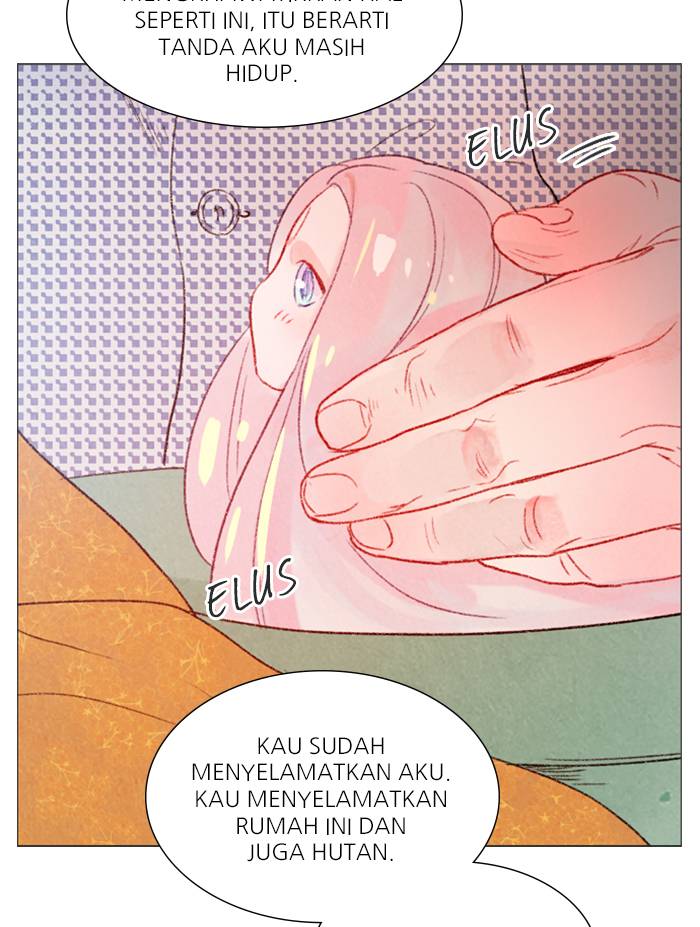 SEPERTI INI, ITU BERARTI
TANDA AKU MASIH
HIDUP.
ELUS
ELUS
KAU SUDAH
MENYELAMATKAN AKU.
KAU MENYELAMATKAN
RUMAH INI DAN
JUGA HUTAN.